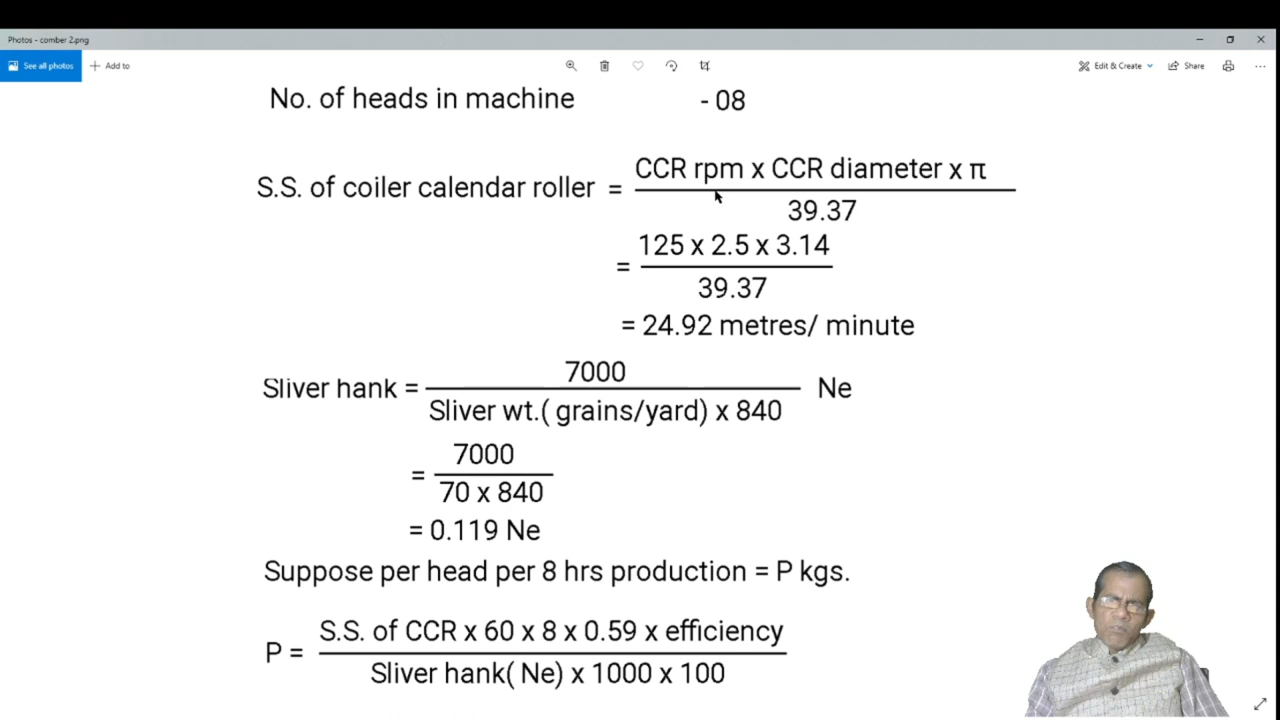 Photos - comber 2.png
See all photos + Add to Edit & Create Share
No. of heads in machine - 08
S.S. of coiler calendar roller = CCR rpm x CCR diameter x π
39.37
= 125 x 2.5 x 3.14
39.37
= 24.92 metres/ minute
Sliver hank = 7000 Ne
Sliver wt.( grains/yard) x 840
= 7000
70 x 840
= 0.119 Ne
Suppose per head per 8 hrs production = P kgs.
P = S.S. of CCR x 60 x 8 x 0.59 x efficiency
Sliver hank( Ne) x 1000 x 100